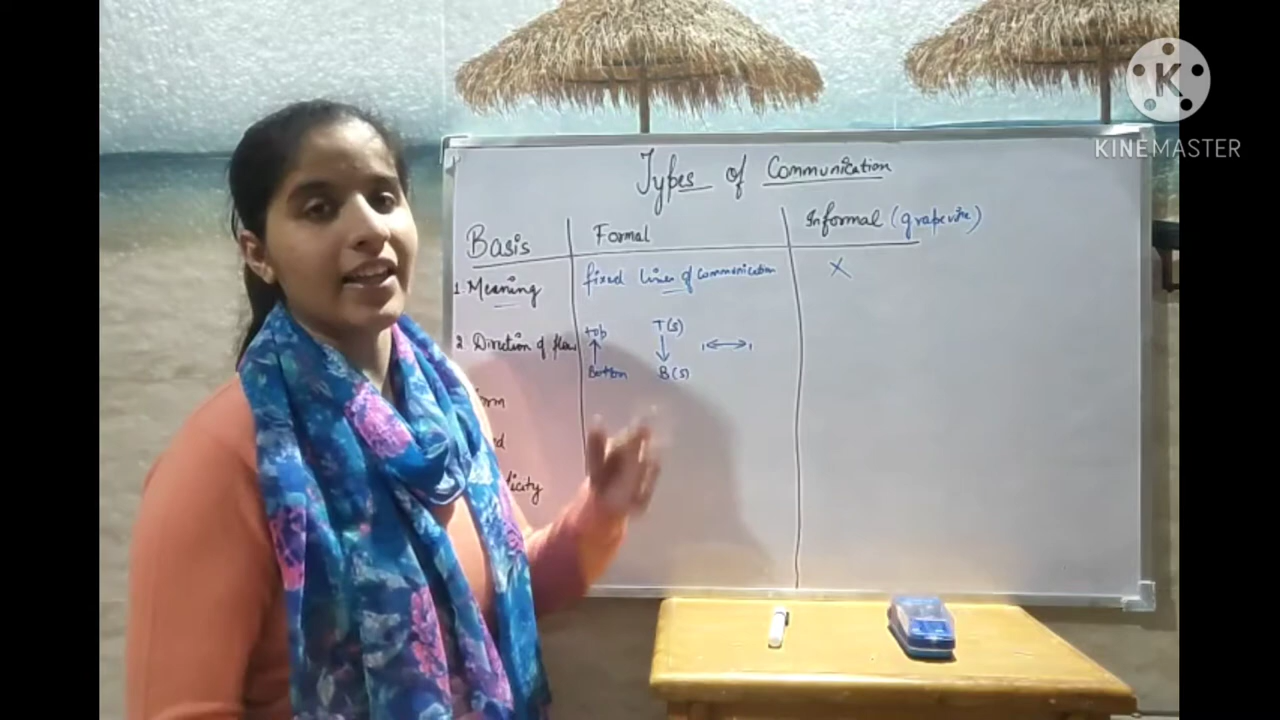 K
KINEMASTER
Types of Communication
Basis Formal Informal (grapevine)
1. Meaning fixed lines of communication X
2. Direction of flow top T(s)
Bottom B(s)